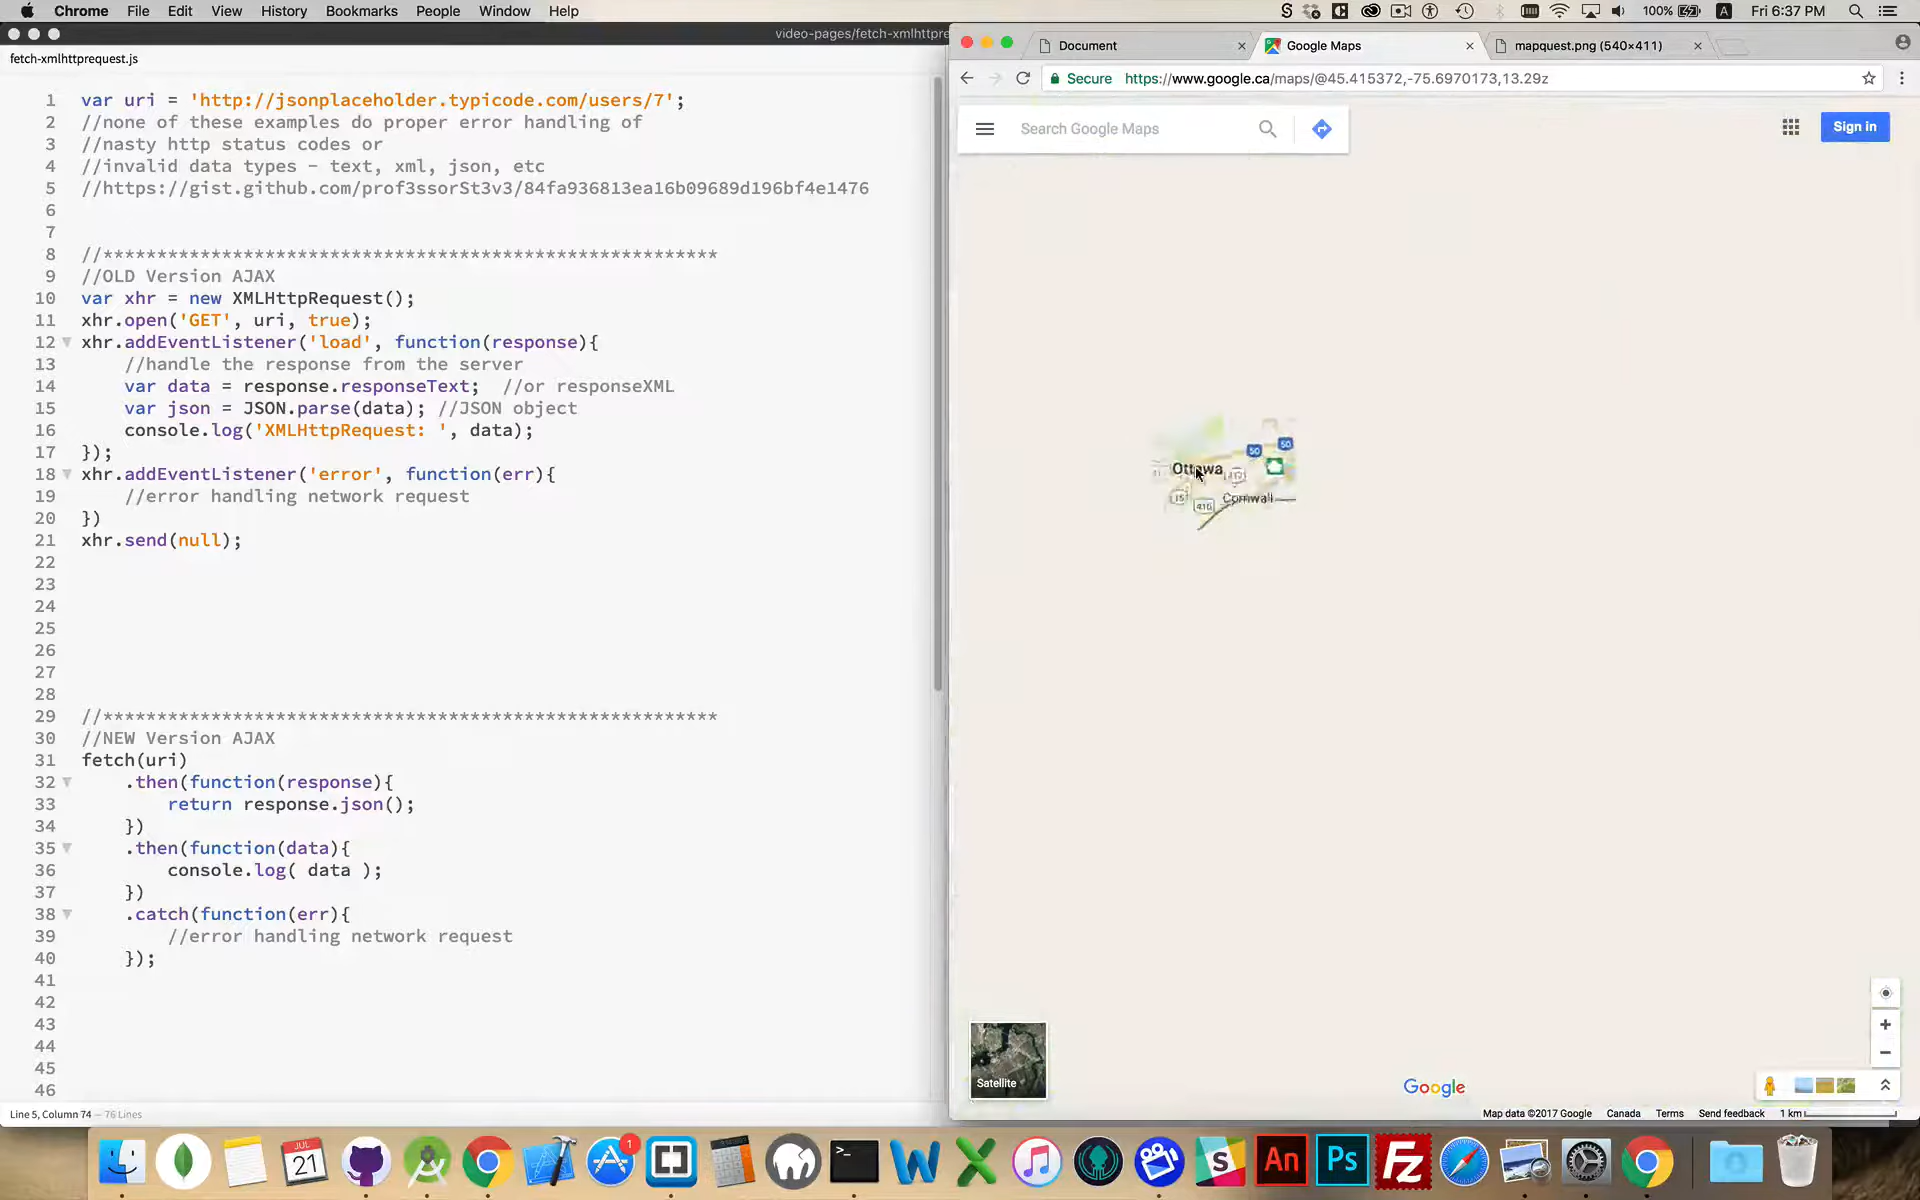 Chrome File Edit View History Bookmarks People Window Help
100% Fri 6:37 PM
video-pages/fetch-xmlhttpre
fetch-xmlhttprequest.js
1 var uri = 'http://jsonplaceholder.typicode.com/users/7';
2 //none of these examples do proper error handling of
3 //nasty http status codes or
4 //invalid data types - text, xml, json, etc
5 //https://gist.github.com/prof3ssorSt3v3/84fa936813ea16b09689d196bf4e1476
6
7
8 //*********************************************************
9 //OLD Version AJAX
10 var xhr = new XMLHttpRequest();
11 xhr.open('GET', uri, true);
12 xhr.addEventListener('load', function(response){
13 //handle the response from the server
14 var data = response.responseText; //or responseXML
15 var json = JSON.parse(data); //JSON object
16 console.log('XMLHttpRequest: ', data);
17 });
18 xhr.addEventListener('error', function(err){
19 //error handling network request
20 })
21 xhr.send(null);
22
23
24
25
26
27
28
29 //*********************************************************
30 //NEW Version AJAX
31 fetch(uri)
32 .then(function(response){
33 return response.json();
34 })
35 .then(function(data){
36 console.log( data );
37 })
38 .catch(function(err){
39 //error handling network request
40 });
41
42
43
44
45
46
Line 5, Column 74 — 76 Lines
Document
Google Maps
mapquest.png (540×411)
Secure https://www.google.ca/maps/@45.415372,-75.6970173,13.29z
Search Google Maps
Sign in
50
50
Ottawa
Cornwall
416
Satellite
Google
Map data ©2017 Google Canada Terms Send feedback 1 km
JUL
21
1
An
Ps
Fz